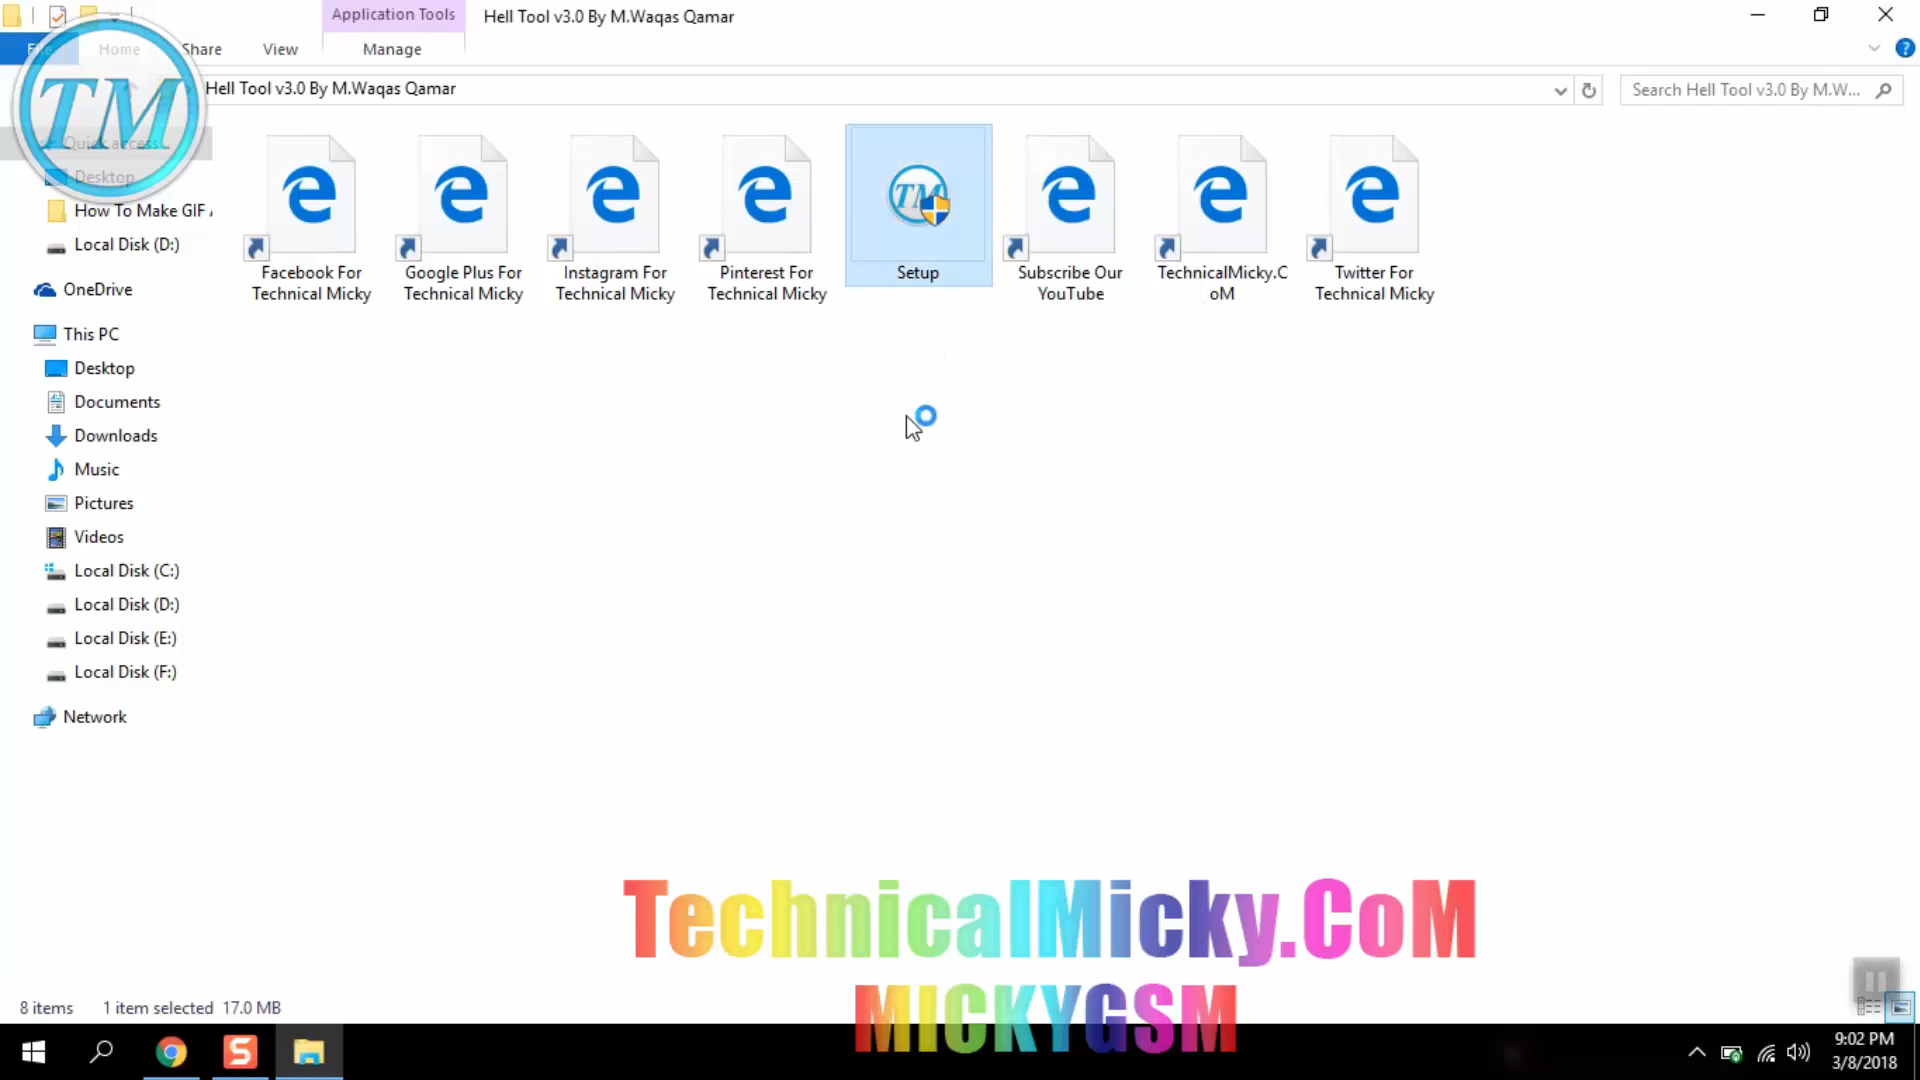 Application Tools
Hell Tool v3.0 By M.Waqas Qamar
File
Home
Share
View
Manage
TM
Hell Tool v3.0 By M.Waqas Qamar
Search Hell Tool v3.0 By M.W...
Quick access
Desktop
How To Make GIF
Local Disk (D:)
OneDrive
This PC
Desktop
Documents
Downloads
Music
Pictures
Videos
Local Disk (C:)
Local Disk (D:)
Local Disk (E:)
Local Disk (F:)
Network
Facebook For
Technical Micky
Google Plus For
Technical Micky
Instagram For
Technical Micky
Pinterest For
Technical Micky
TM
Setup
Subscribe Our
YouTube
TechnicalMicky.C
oM
Twitter For
Technical Micky
TechnicalMicky.CoM
MICKYGSM
8 items
1 item selected 17.0 MB
S
9:02 PM
3/8/2018